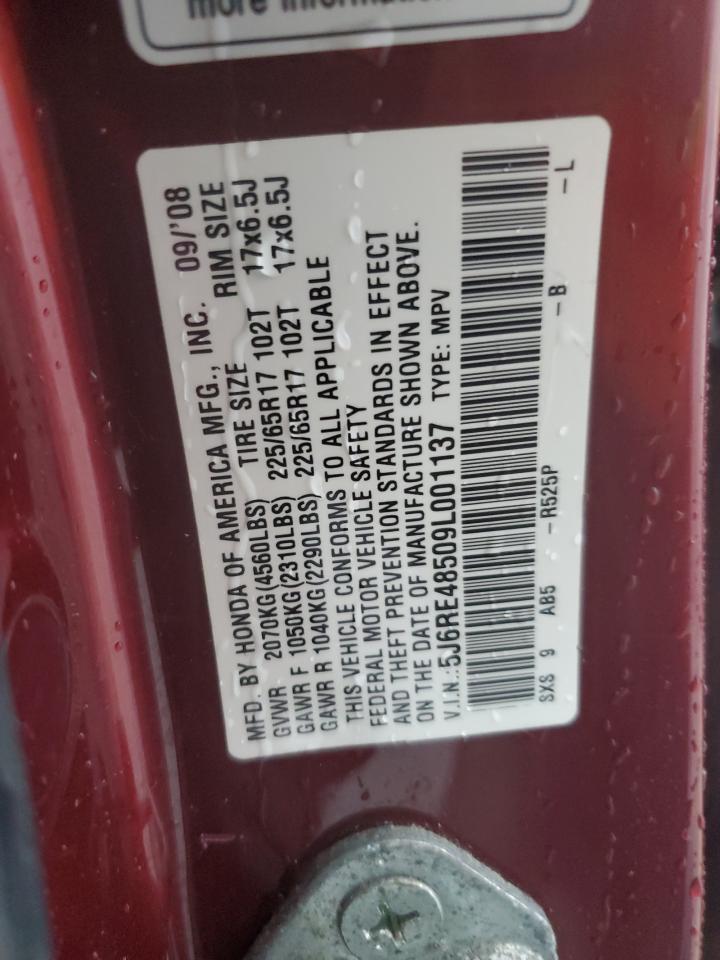 more information
MFD. BY HONDA OF AMERICA MFG., INC. 09/'08
GVWR 2070KG(4560LBS) TIRE SIZE RIM SIZE
GAWR F 1050KG(2310LBS) 225/65R17 102T 17x6.5J
GAWR R 1040KG(2290LBS) 225/65R17 102T 17x6.5J
THIS VEHICLE CONFORMS TO ALL APPLICABLE
FEDERAL MOTOR VEHICLE SAFETY
AND THEFT PREVENTION STANDARDS IN EFFECT
ON THE DATE OF MANUFACTURE SHOWN ABOVE.
V.I.N.:5J6RE48509L001137 TYPE: MPV
SXS 9 AB5 -R525P -B -L